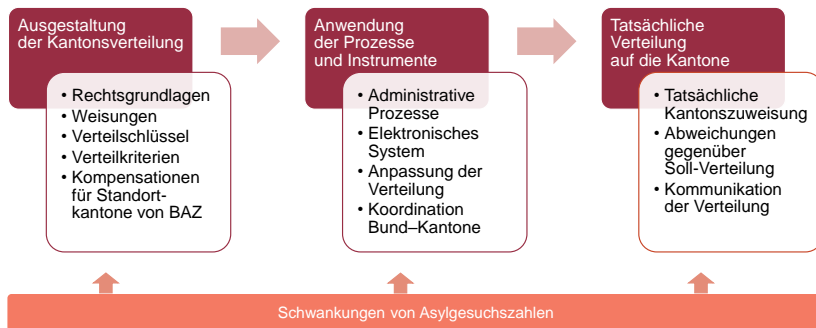 Ausgestaltung
der Kantonsverteilung
• Rechtsgrundlagen
• Weisungen
• Verteilschlüssel
• Verteilkriterien
• Kompensationen
für Standort-
kantone von BAZ
Anwendung
der Prozesse
und Instrumente
• Administrative
Prozesse
• Elektronisches
System
• Anpassung der
Verteilung
• Koordination
Bund–Kantone
Tatsächliche
Verteilung
auf die Kantone
• Tatsächliche
Kantonszuweisung
• Abweichungen
gegenüber
Soll-Verteilung
• Kommunikation
der Verteilung
Schwankungen von Asylgesuchszahlen